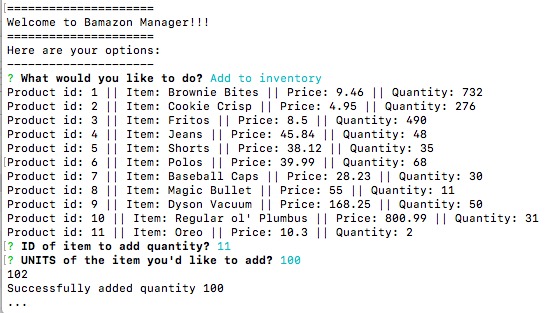 =====================
Welcome to Bamazon Manager!!!
=====================
Here are your options:
---------------------
? What would you like to do? Add to inventory
Product id: 1 || Item: Brownie Bites || Price: 9.46 || Quantity: 732
Product id: 2 || Item: Cookie Crisp || Price: 4.95 || Quantity: 276
Product id: 3 || Item: Fritos || Price: 8.5 || Quantity: 490
Product id: 4 || Item: Jeans || Price: 45.84 || Quantity: 48
Product id: 5 || Item: Shorts || Price: 38.12 || Quantity: 35
Product id: 6 || Item: Polos || Price: 39.99 || Quantity: 68
Product id: 7 || Item: Baseball Caps || Price: 28.23 || Quantity: 30
Product id: 8 || Item: Magic Bullet || Price: 55 || Quantity: 11
Product id: 9 || Item: Dyson Vacuum || Price: 168.25 || Quantity: 50
Product id: 10 || Item: Regular ol' Plumbus || Price: 800.99 || Quantity: 31
Product id: 11 || Item: Oreo || Price: 10.3 || Quantity: 2
? ID of item to add quantity? 11
? UNITS of the item you'd like to add? 100
102
Successfully added quantity 100
...